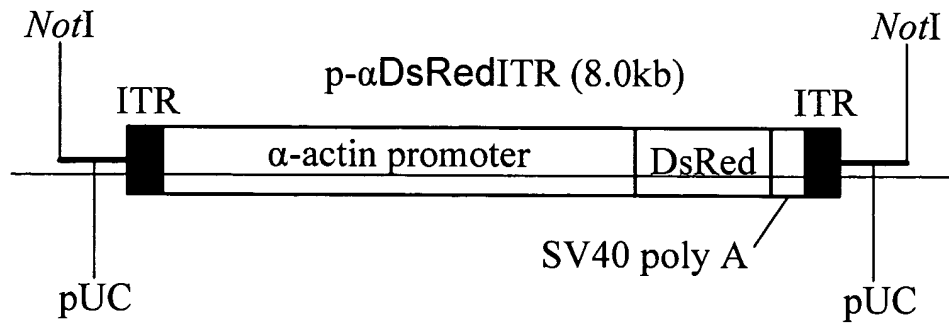 NotI
NotI
p-αDsRedITR (8.0kb)
ITR
ITR
α-actin promoter
DsRed
SV40 poly A
pUC
pUC